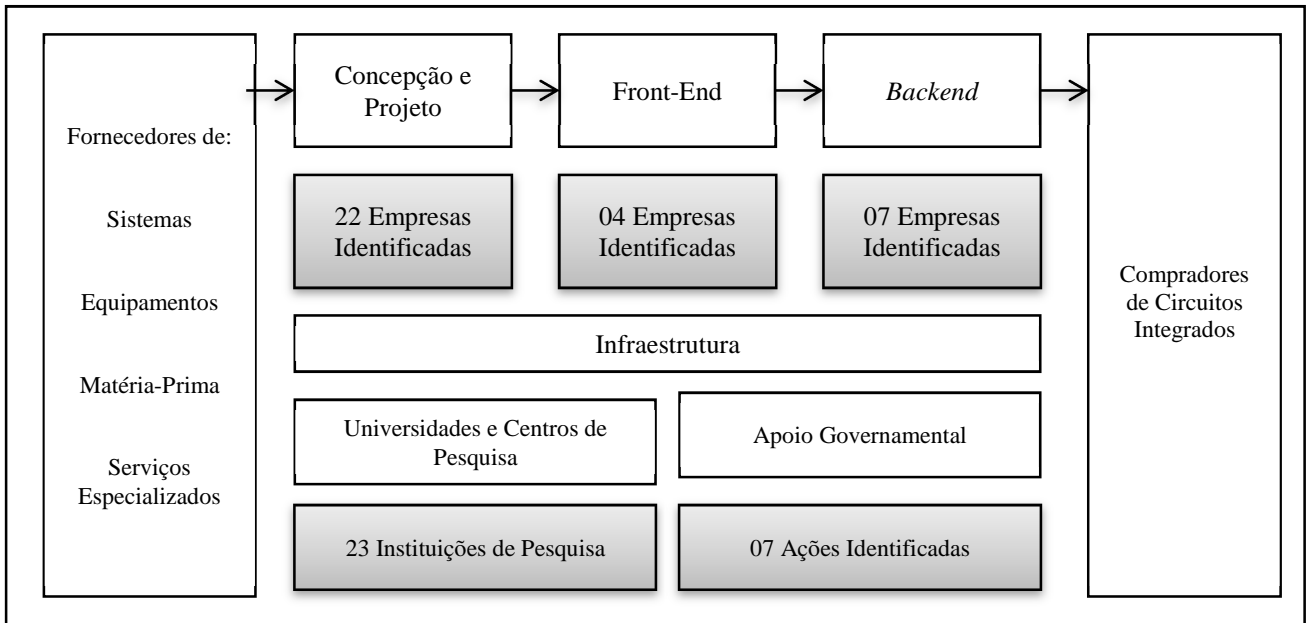 Fornecedores de:
Sistemas
Equipamentos
Matéria-Prima
Serviços
Especializados
Concepção e
Projeto
Front-End
Backend
22 Empresas
Identificadas
04 Empresas
Identificadas
07 Empresas
Identificadas
Infraestrutura
Universidades e Centros de
Pesquisa
Apoio Governamental
23 Instituições de Pesquisa
07 Ações Identificadas
Compradores
de Circuitos
Integrados